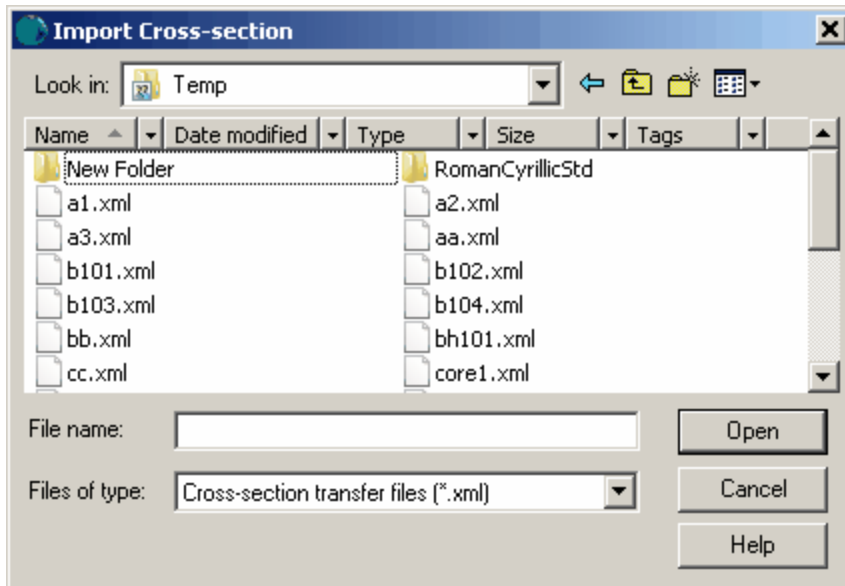 Import Cross-section
Look in: Temp
Name Date modified Type Size Tags
New Folder RomanCyrillicStd
a1.xml a2.xml
a3.xml aa.xml
b101.xml b102.xml
b103.xml b104.xml
bb.xml bh101.xml
cc.xml core1.xml
File name: Open
Files of type: Cross-section transfer files (*.xml) Cancel
Help